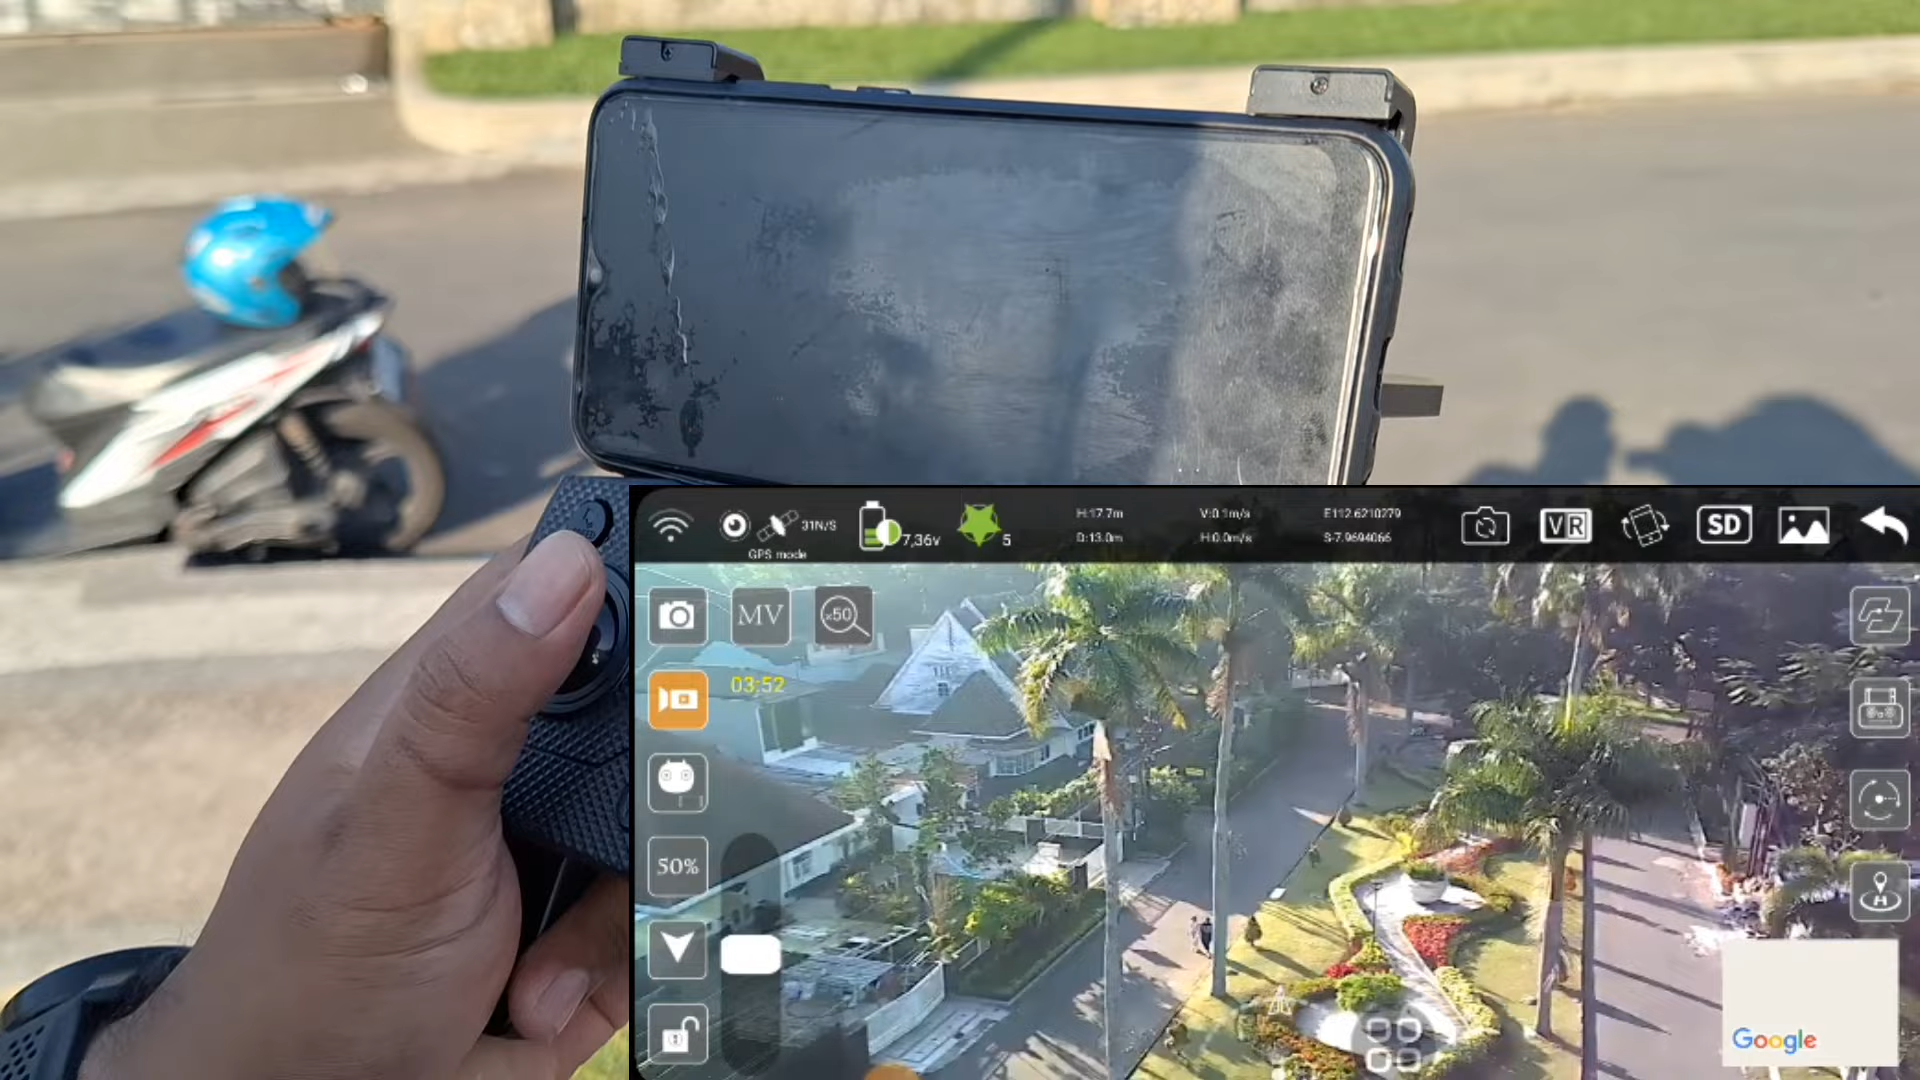 31N/S
GPS mode
7,36v
5
H:17.7m
D:13.0m
V:0.1m/s
H:0.0m/s
E112.6210279
S-7.9694066
VR
SD
MV
x50
03:52
50%
H
Google